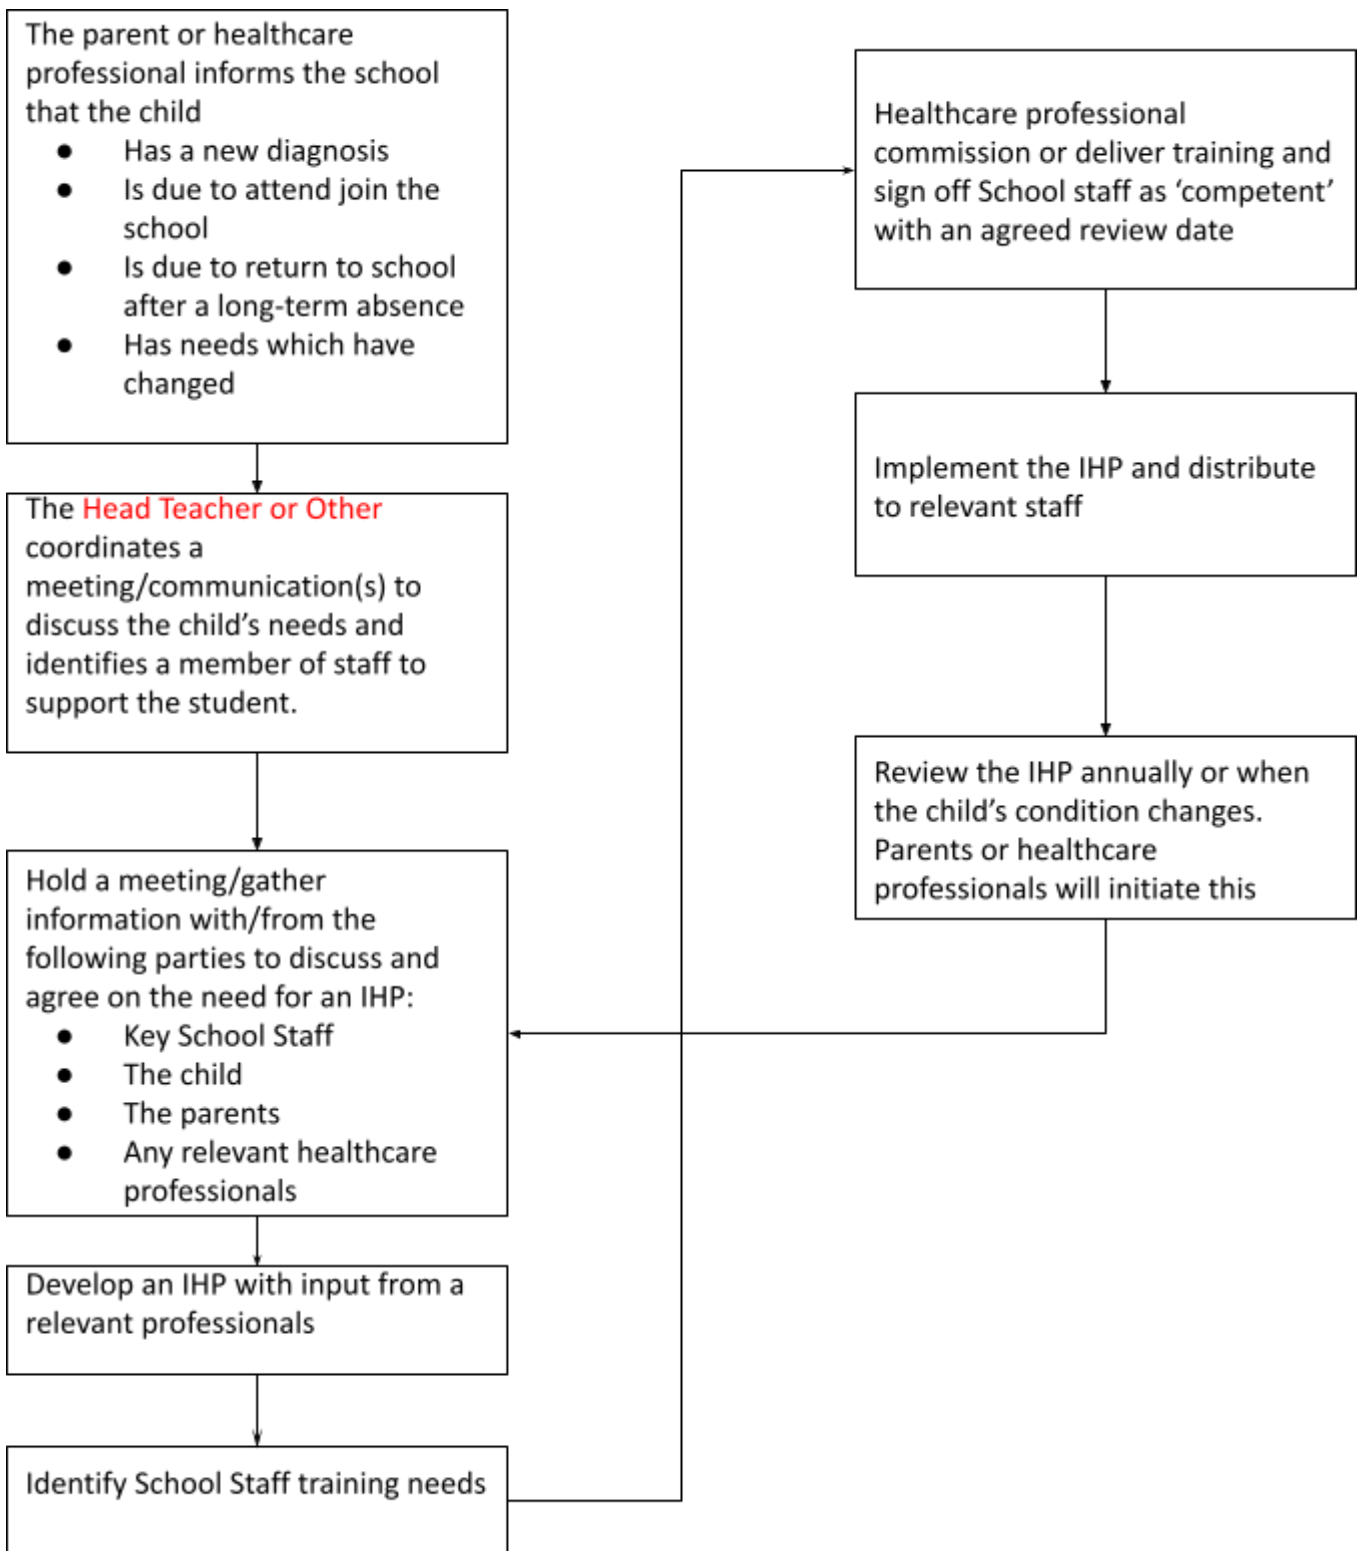 The parent or healthcare
professional informs the school
that the child
● Has a new diagnosis
● Is due to attend join the
school
● Is due to return to school
after a long-term absence
● Has needs which have
changed
The Head Teacher or Other
coordinates a
meeting/communication(s) to
discuss the child’s needs and
identifies a member of staff to
support the student.
Hold a meeting/gather
information with/from the
following parties to discuss and
agree on the need for an IHP:
● Key School Staff
● The child
● The parents
● Any relevant healthcare
professionals
Develop an IHP with input from a
relevant professionals
Identify School Staff training needs
Healthcare professional
commission or deliver training and
sign off School staff as ‘competent’
with an agreed review date
Implement the IHP and distribute
to relevant staff
Review the IHP annually or when
the child’s condition changes.
Parents or healthcare
professionals will initiate this